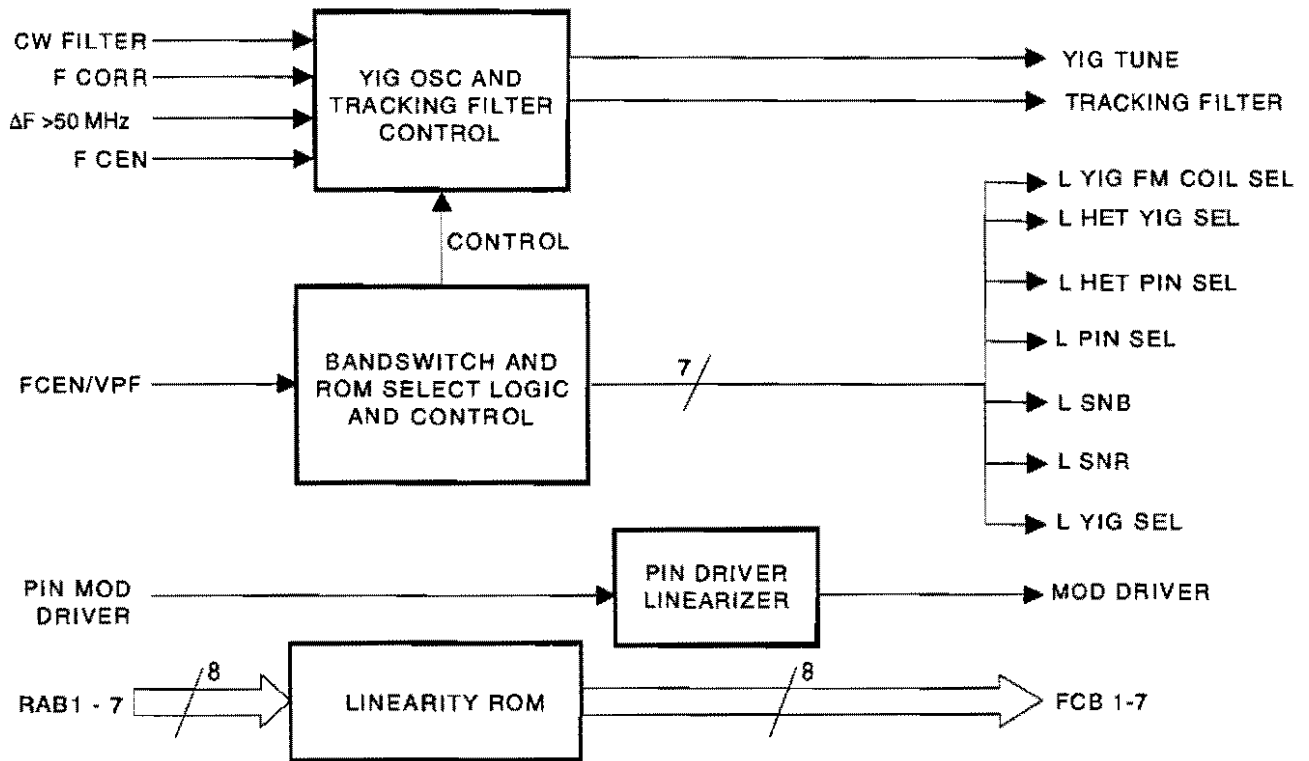 CW FILTER
F CORR
ΔF >50 MHz
F CEN
YIG OSC AND
TRACKING FILTER
CONTROL
YIG TUNE
TRACKING FILTER
CONTROL
FCEN/VPF
BANDSWITCH AND
ROM SELECT LOGIC
AND CONTROL
7
L YIG FM COIL SEL
L HET YIG SEL
L HET PIN SEL
L PIN SEL
L SNB
L SNR
L YIG SEL
PIN MOD
DRIVER
PIN DRIVER
LINEARIZER
MOD DRIVER
RAB1 - 7
8
LINEARITY ROM
8
FCB 1-7